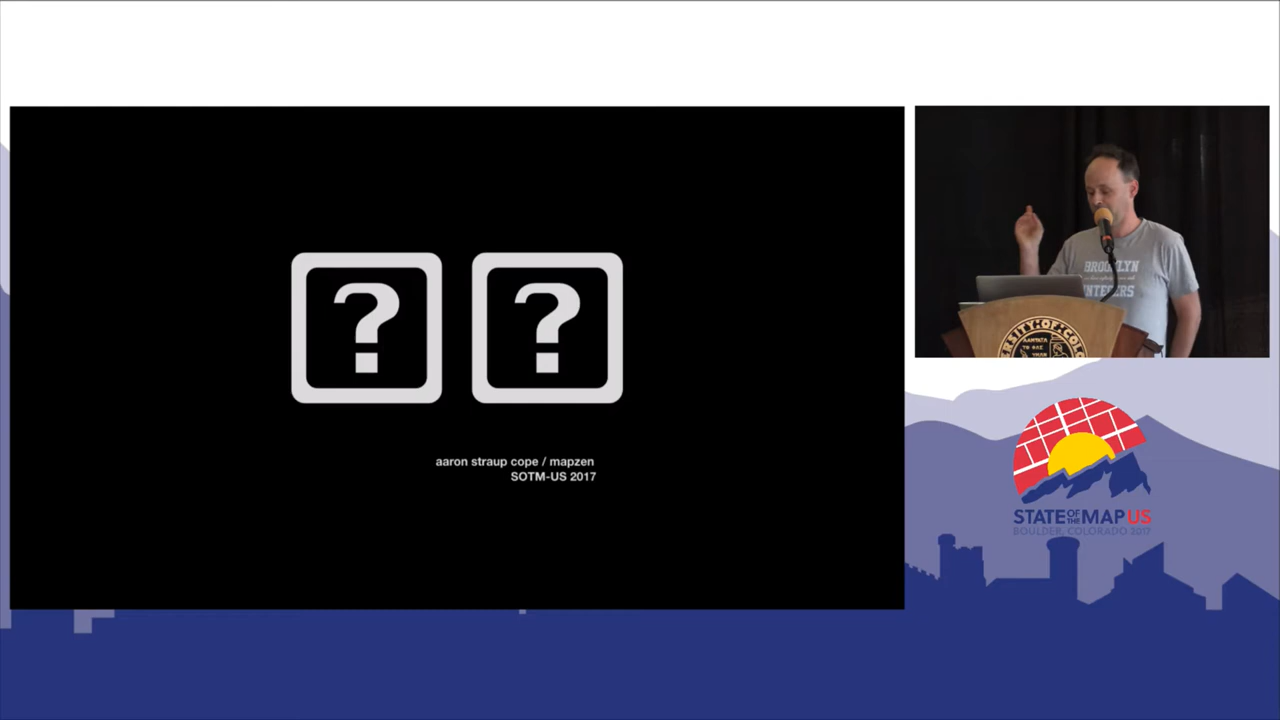 ? ?
aaron straup cope / mapzen
SOTM-US 2017
BROOKLYN
INTEGERS
STATE OF THE MAP US
BOULDER, COLORADO 2017